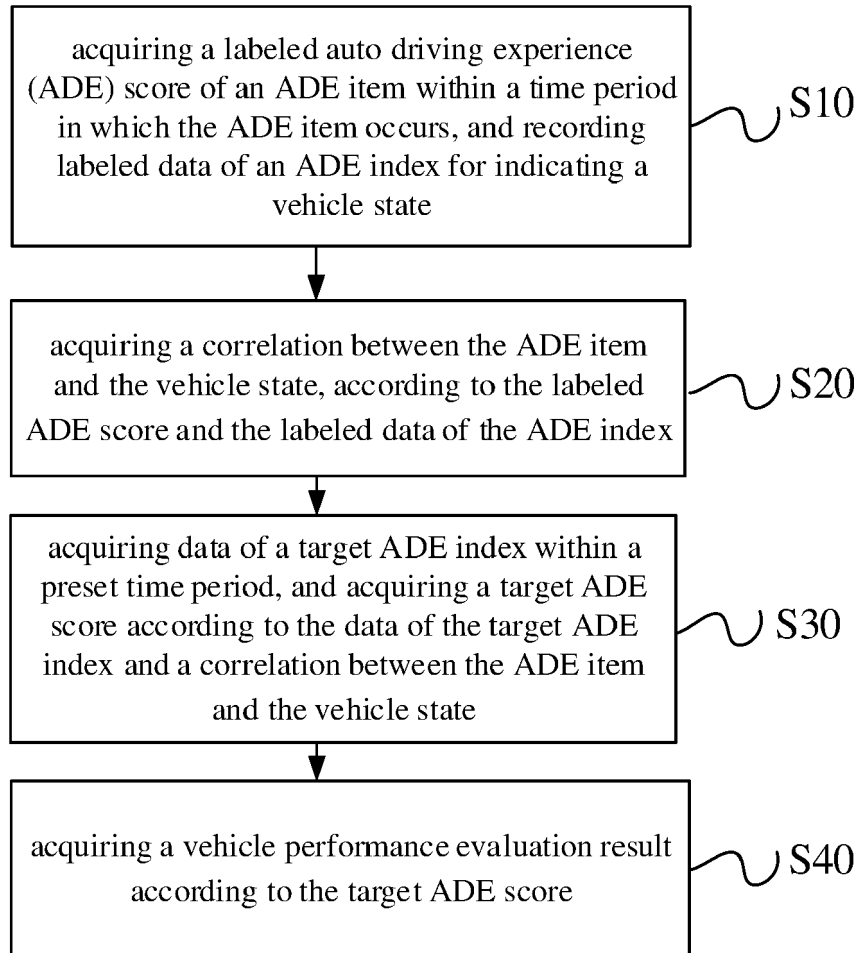 acquiring a labeled auto driving experience
(ADE) score of an ADE item within a time period
in which the ADE item occurs, and recording
labeled data of an ADE index for indicating a
vehicle state
S10
acquiring a correlation between the ADE item
and the vehicle state, according to the labeled
ADE score and the labeled data of the ADE index
S20
acquiring data of a target ADE index within a
preset time period, and acquiring a target ADE
score according to the data of the target ADE
index and a correlation between the ADE item
and the vehicle state
S30
acquiring a vehicle performance evaluation result
according to the target ADE score
S40